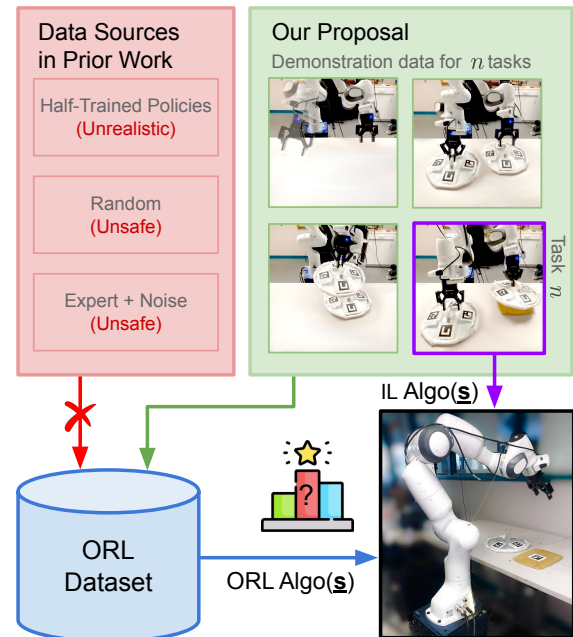 Data Sources
in Prior Work
Half-Trained Policies
(Unrealistic)
Random
(Unsafe)
Expert + Noise
(Unsafe)
Our Proposal
Demonstration data for n tasks
Task n
IL Algo(s)
?
ORL
Dataset
ORL Algo(s)